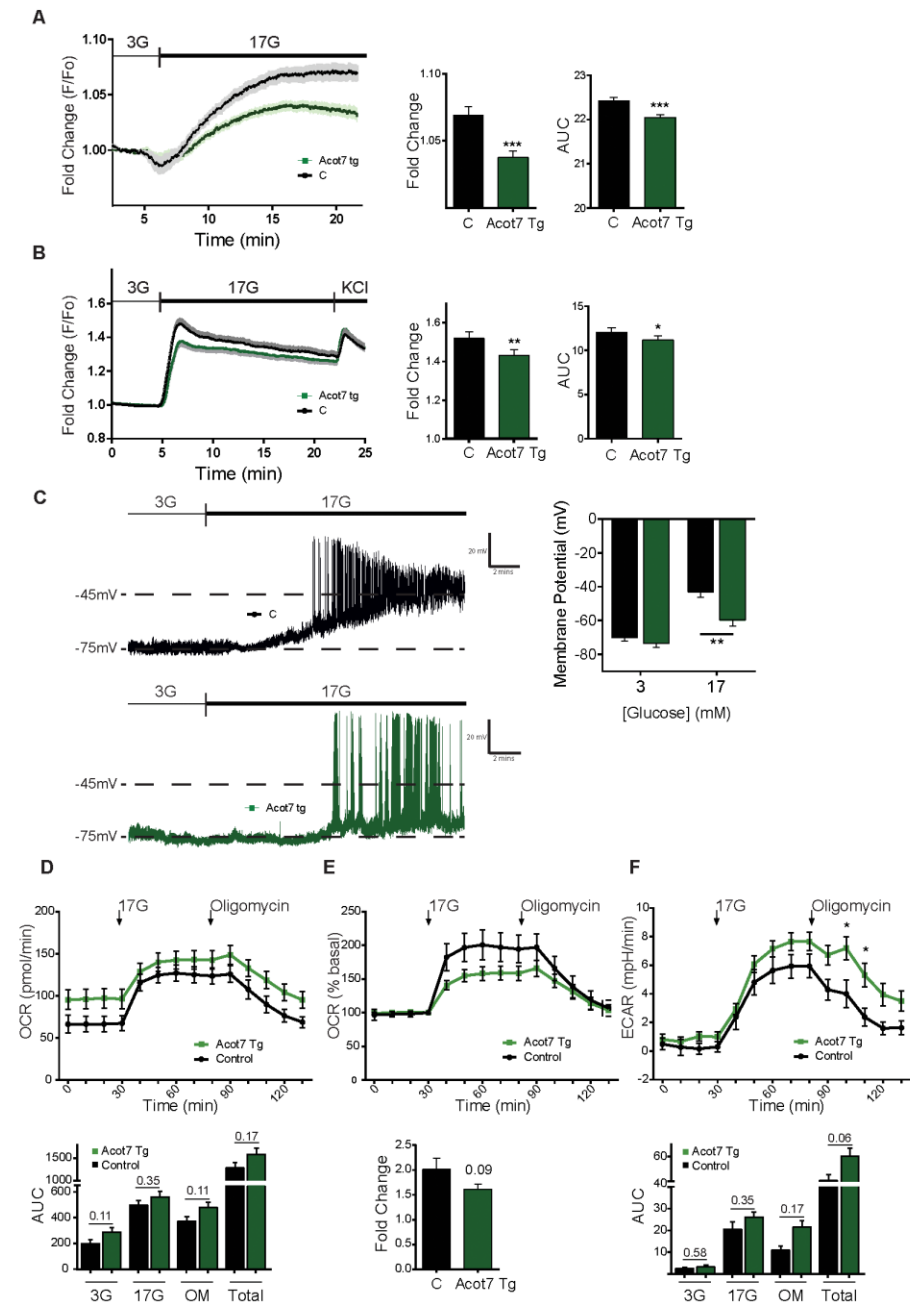 A
3G 17G
Fold Change (F/Fo)
1.10
1.05
1.00
Acot7 tg
C
5 10 15 20
Time (min)
Fold Change
1.10
1.05
***
C Acot7 Tg
AUC
23
22
21
20
***
C Acot7 Tg
B
3G 17G KCl
Fold Change (F/Fo)
1.6
1.4
1.2
1.0
0.8
Acot7 tg
C
0 5 10 15 20 25
Time (min)
Fold Change
1.6
1.4
1.2
1.0
**
C Acot7 Tg
AUC
15
10
5
0
*
C Acot7 Tg
C
3G 17G
20 mV
2 mins
-45mV
C
-75mV
3G 17G
20 mV
2 mins
-45mV
Acot7 tg
-75mV
Membrane Potential (mV)
0
-20
-40
-60
-80
**
3 17
[Glucose] (mM)
D
17G Oligomycin
OCR (pmol/min)
200
150
100
50
0
Acot7 Tg
Control
0 30 60 90 120
Time (min)
Acot7 Tg
Control
AUC
1500
1000
600
400
200
0
0.11 0.35 0.11 0.17
3G 17G OM Total
E
17G Oligomycin
OCR (% basal)
250
200
150
100
50
0
Acot7 Tg
Control
0 30 60 90 120
Time (min)
Fold Change
2.5
2.0
1.5
1.0
0.5
0.0
0.09
C Acot7 Tg
F
17G Oligomycin
ECAR (mpH/min)
8
6
4
2
0
-2
* *
Acot7 Tg
Control
0 30 60 90 120
Time (min)
Acot7 Tg
Control
AUC
60
40
30
20
10
0.58 0.35 0.17 0.06
3G 17G OM Total